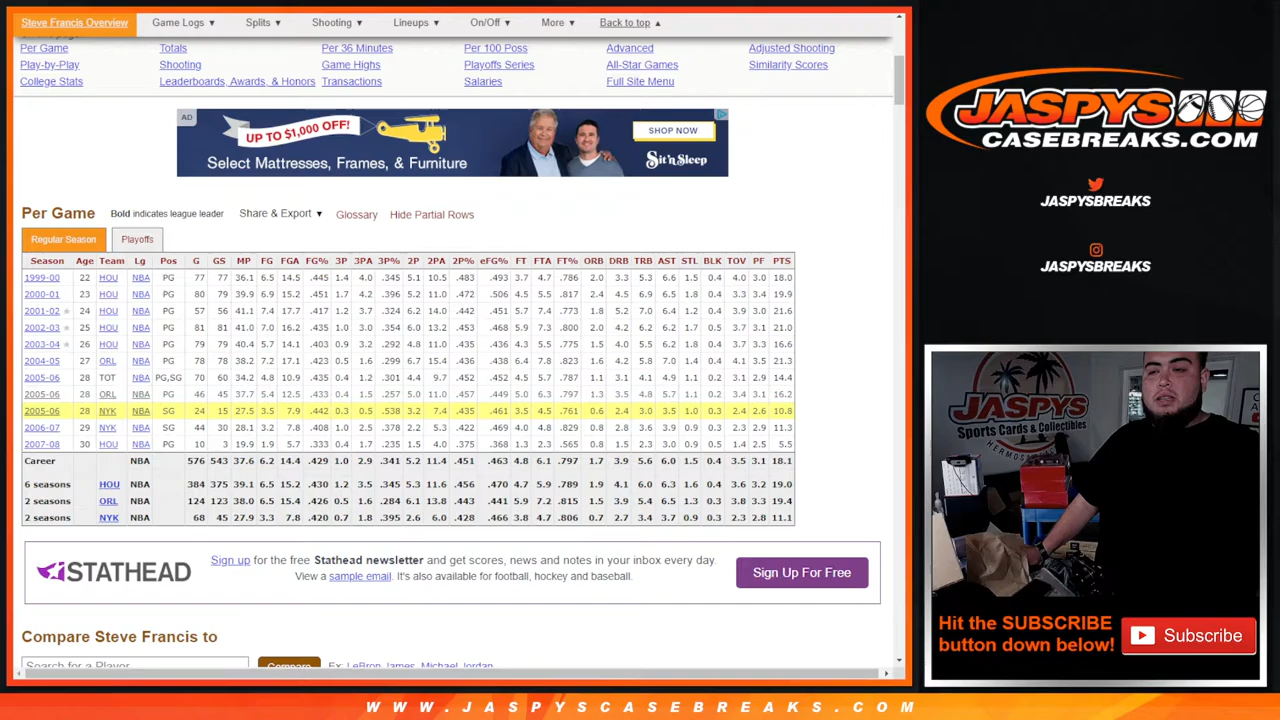 Steve Francis Overview Game Logs ▼ Splits ▼ Shooting ▼ Lineups ▼ On/Off ▼ More ▼ Back to top ▲
Per Game Totals Per 36 Minutes Per 100 Poss Advanced Adjusted Shooting
Play-by-Play Shooting Game Highs Playoffs Series All-Star Games Similarity Scores
College Stats Leaderboards, Awards, & Honors Transactions Salaries Full Site Menu
AD
UP TO $1,000 OFF!
SHOP NOW
Select Mattresses, Frames, & Furniture
Sit'n Sleep
Per Game Bold indicates league leader Share & Export ▼ Glossary Hide Partial Rows
Regular Season Playoffs
Season Age Team Lg Pos G GS MP FG FGA FG% 3P 3PA 3P% 2P 2PA 2P% eFG% FT FTA FT% ORB DRB TRB AST STL BLK TOV PF PTS
1999-00 22 HOU NBA PG 77 77 36.1 6.5 14.5 .445 1.4 4.0 .345 5.1 10.5 .483 .493 3.7 4.7 .786 2.0 3.3 5.3 6.6 1.5 0.4 4.0 3.0 18.0
2000-01 23 HOU NBA PG 80 79 39.9 6.9 15.2 .451 1.7 4.2 .396 5.2 11.0 .472 .506 4.5 5.5 .817 2.4 4.5 6.9 6.5 1.8 0.4 3.3 3.4 19.9
2001-02 24 HOU NBA PG 57 56 41.1 7.4 17.7 .417 1.2 3.7 .324 6.2 14.0 .442 .451 5.7 7.4 .773 1.8 5.2 7.0 6.4 1.2 0.4 3.9 3.0 21.6
2002-03 25 HOU NBA PG 81 81 41.0 7.0 16.2 .435 1.0 3.0 .354 6.0 13.2 .453 .468 5.9 7.3 .800 2.0 4.2 6.2 6.2 1.7 0.5 3.7 3.1 21.0
2003-04 26 HOU NBA PG 79 79 40.4 5.7 14.1 .403 0.9 3.2 .292 4.8 11.0 .435 .436 4.3 5.5 .775 1.5 4.0 5.5 6.2 1.8 0.4 3.7 3.4 16.6
2004-05 27 ORL NBA PG 78 78 38.2 7.2 17.1 .423 0.5 1.6 .299 6.7 15.4 .436 .438 6.4 7.8 .823 1.6 4.2 5.8 7.0 1.4 0.4 4.1 3.5 21.3
2005-06 28 TOT NBA PG,SG 70 60 34.2 4.8 10.9 .435 0.4 1.2 .301 4.4 9.7 .452 .452 4.5 5.7 .787 1.1 3.1 4.1 4.9 1.1 0.2 3.1 2.9 14.4
2005-06 28 ORL NBA PG 46 45 37.7 5.4 12.5 .433 .453 .449 5.0 6.3 .797 1.3 3.5 4.8 5.7 1.1 0.2 3.4 3.1 16.2
2005-06 28 NYK NBA SG 24 15 27.5 3.5 7.9 .442 0.3 0.5 .538 3.2 7.4 .435 .461 3.5 4.5 .761 0.6 2.4 3.0 3.5 1.0 0.3 2.4 2.6 10.8
2006-07 29 NYK NBA SG 44 30 28.1 3.2 7.8 .408 .378 2.2 5.3 .422 .469 4.0 4.8 .829 0.8 2.8 3.6 3.9 0.9 0.3 2.2 2.9 11.3
2007-08 30 HOU NBA PG 10 3 19.9 1.9 5.7 .333 0.4 1.7 .235 1.5 4.0 .375 .368 1.3 2.3 .565 0.8 1.5 2.3 3.0 0.9 0.3 1.4 2.5 5.5
Career NBA 576 543 37.6 6.2 14.4 .429 1.0 2.9 .341 5.2 11.4 .451 .463 4.8 6.1 .797 1.7 3.9 5.6 6.0 1.5 0.4 3.5 3.1 18.1
6 seasons HOU NBA 384 375 39.1 6.5 15.2 .430 1.2 3.5 .345 5.3 11.6 .456 .470 4.7 5.9 .789 1.9 4.1 6.0 6.3 1.6 0.4 3.6 3.2 19.0
2 seasons ORL NBA 124 123 38.0 6.5 15.4 .426 0.5 1.6 .284 6.1 13.8 .443 .441 5.9 7.2 .815 1.5 3.9 5.4 6.5 1.3 0.3 3.8 3.3 19.4
2 seasons NYK NBA 68 45 27.9 3.3 7.8 .420 0.7 1.8 .395 2.6 6.0 .428 .466 3.8 4.7 .806 0.7 2.7 3.4 3.7 0.9 0.3 2.3 2.8 11.1
STATHEAD
Sign up for the free Stathead newsletter and get scores, news and notes in your inbox every day.
View a sample email. It's also available for football, hockey and baseball.
Sign Up For Free
Compare Steve Francis to
Search for a Player Compare Ex: LeBron James, Michael Jordan
JASPYS
CASEBREAKS.COM
JASPYSBREAKS
JASPYSBREAKS
JASPYS
Sports Cards & Collectibles
HERMOSA
Hit the SUBSCRIBE
button down below!
Subscribe
WWW.JASPYSCASEBREAKS.COM